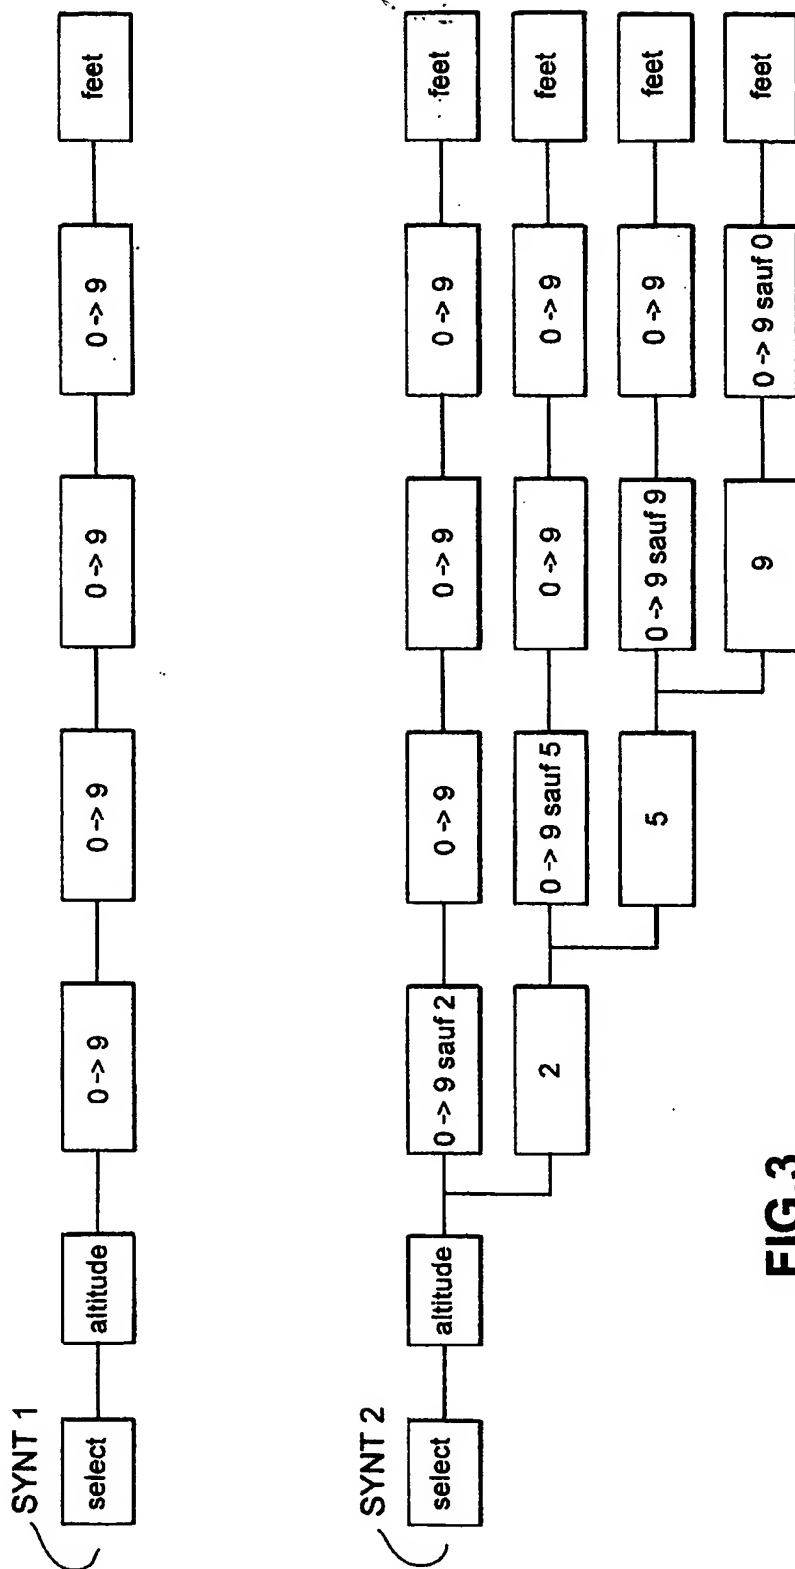 SYNT 1
select altitude 0 -> 9 0 -> 9 0 -> 9 0 -> 9 feet
SYNT 2
select altitude 0 -> 9 sauf 2 0 -> 9 0 -> 9 0 -> 9 feet
2 0 -> 9 sauf 5 0 -> 9 0 -> 9 feet
5 0 -> 9 sauf 9 0 -> 9 feet
9 0 -> 9 sauf 0 feet
FIG.3